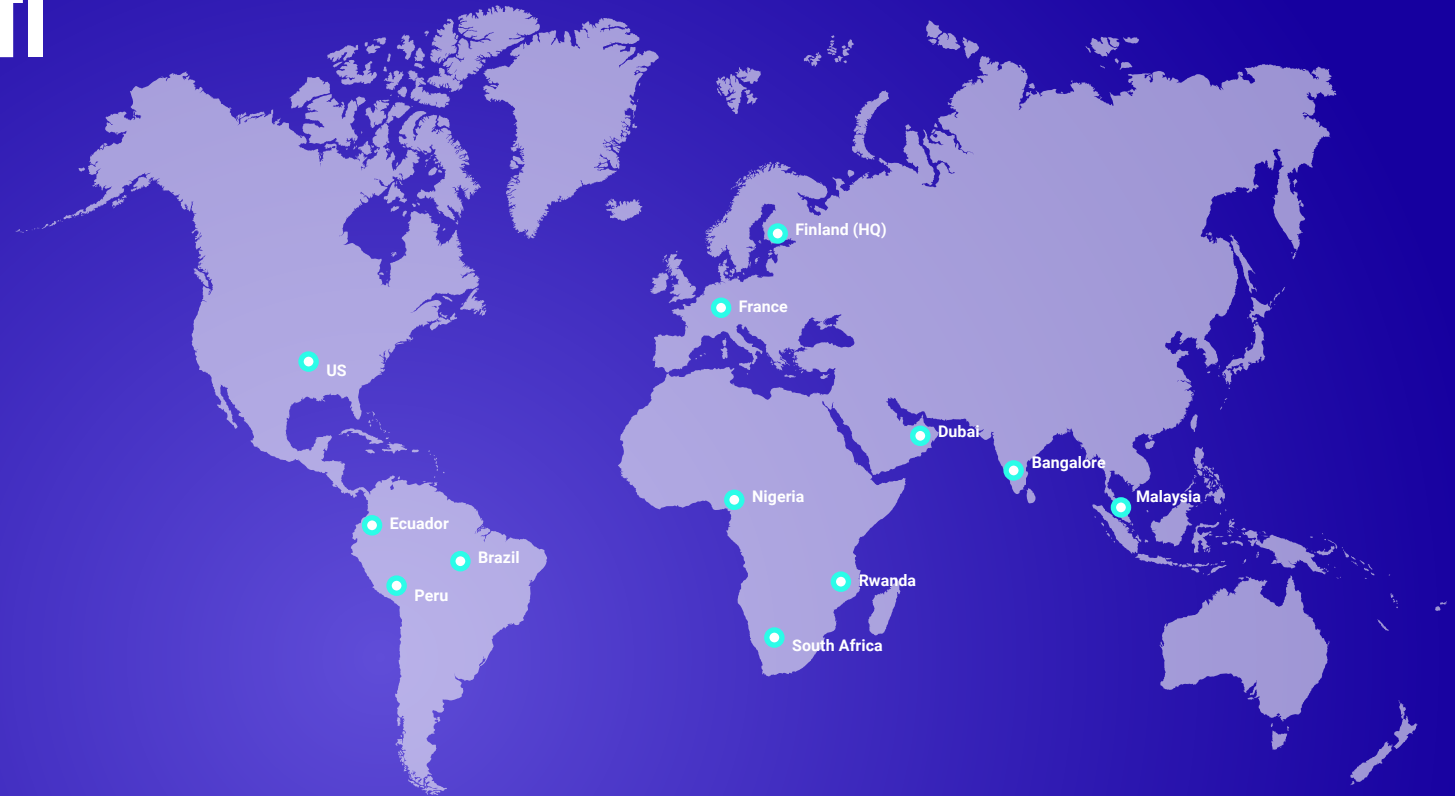 Finland (HQ)
France
US
Dubai
Bangalore
Malaysia
Nigeria
Ecuador
Brazil
Rwanda
Peru
South Africa